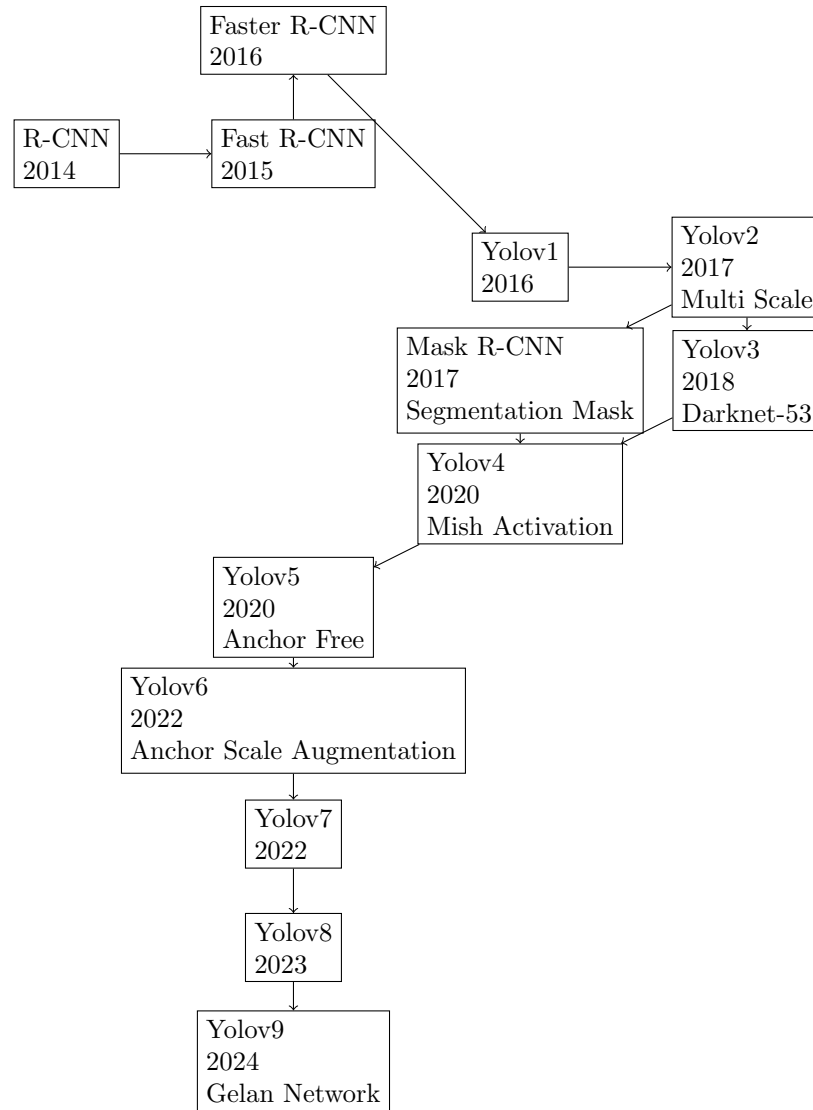 Faster R-CNN
2016
R-CNN
2014
Fast R-CNN
2015
Yolov1
2016
Yolov2
2017
Multi Scale
Mask R-CNN
2017
Segmentation Mask
Yolov3
2018
Darknet-53
Yolov4
2020
Mish Activation
Yolov5
2020
Anchor Free
Yolov6
2022
Anchor Scale Augmentation
Yolov7
2022
Yolov8
2023
Yolov9
2024
Gelan Network